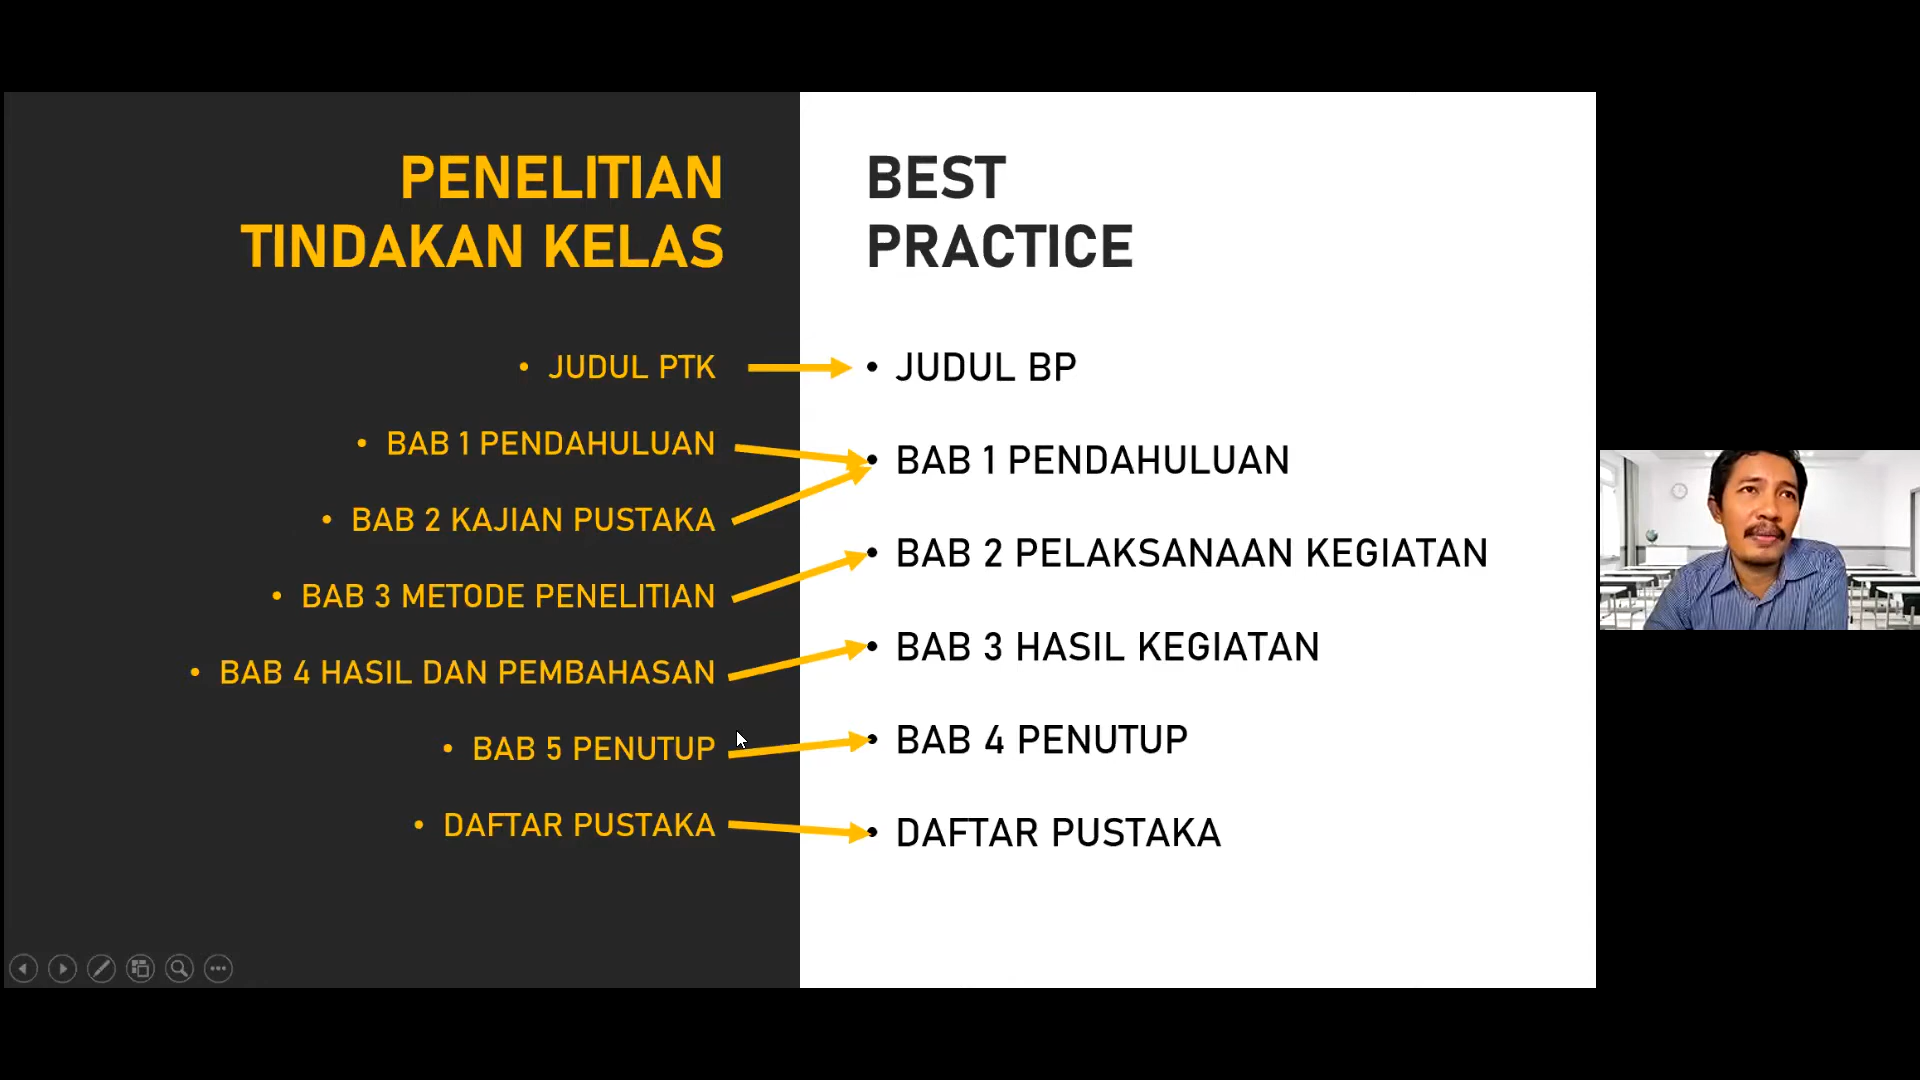 PENELITIAN
TINDAKAN KELAS
• JUDUL PTK
• BAB 1 PENDAHULUAN
• BAB 2 KAJIAN PUSTAKA
• BAB 3 METODE PENELITIAN
• BAB 4 HASIL DAN PEMBAHASAN
• BAB 5 PENUTUP
• DAFTAR PUSTAKA
BEST
PRACTICE
• JUDUL BP
• BAB 1 PENDAHULUAN
• BAB 2 PELAKSANAAN KEGIATAN
• BAB 3 HASIL KEGIATAN
• BAB 4 PENUTUP
• DAFTAR PUSTAKA